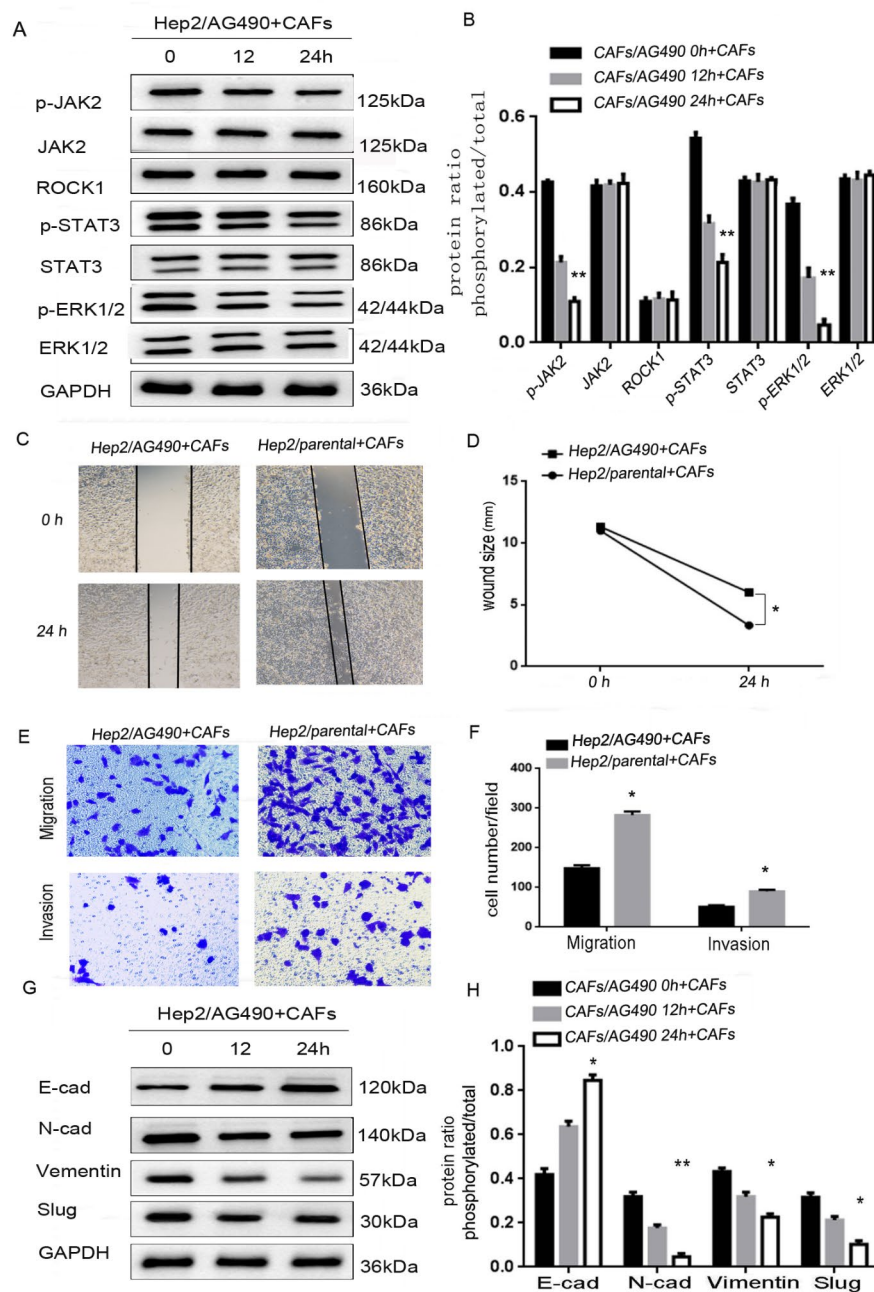 A
Hep2/AG490+CAFs
0 12 24h
p-JAK2 125kDa
JAK2 125kDa
ROCK1 160kDa
p-STAT3 86kDa
STAT3 86kDa
p-ERK1/2 42/44kDa
ERK1/2 42/44kDa
GAPDH 36kDa
B
CAFs/AG490 0h+CAFs
CAFs/AG490 12h+CAFs
CAFs/AG490 24h+CAFs
protein ratio
phosphorylated/total
0.6
0.4
0.2
0.0
** ** **
p-JAK2 JAK2 ROCK1 p-STAT3 STAT3 p-ERK1/2 ERK1/2
C
Hep2/AG490+CAFs Hep2/parental+CAFs
0 h
24 h
D
Hep2/AG490+CAFs
Hep2/parental+CAFs
wound size (mm)
15
10
5
0
*
0 h 24 h
E
Hep2/AG490+CAFs Hep2/parental+CAFs
Migration
Invasion
F
Hep2/AG490+CAFs
Hep2/parental+CAFs
cell number/field
400
300
200
100
0
* *
Migration Invasion
G
Hep2/AG490+CAFs
0 12 24h
E-cad 120kDa
N-cad 140kDa
Vementin 57kDa
Slug 30kDa
GAPDH 36kDa
H
CAFs/AG490 0h+CAFs
CAFs/AG490 12h+CAFs
CAFs/AG490 24h+CAFs
protein ratio
phosphorylated/total
1.0
0.8
0.6
0.4
0.2
0.0
* ** * *
E-cad N-cad Vimentin Slug